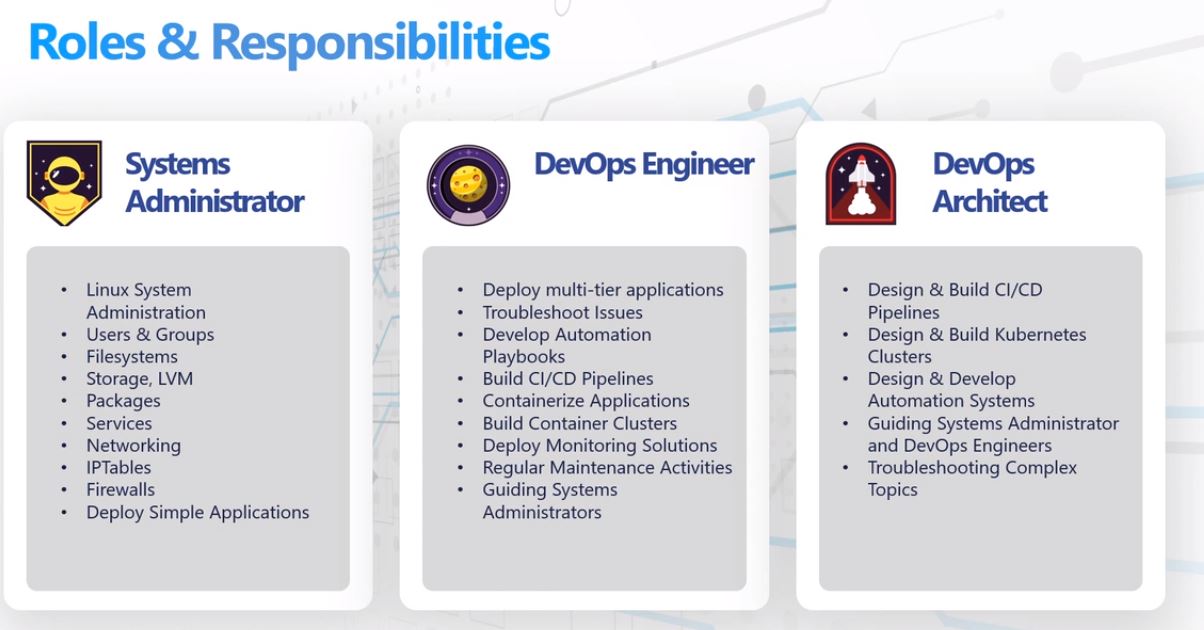 Roles & Responsibilities
Systems
Administrator
• Linux System
Administration
• Users & Groups
• Filesystems
• Storage, LVM
• Packages
• Services
• Networking
• IPTables
• Firewalls
• Deploy Simple Applications
DevOps Engineer
• Deploy multi-tier applications
• Troubleshoot Issues
• Develop Automation
Playbooks
• Build CI/CD Pipelines
• Containerize Applications
• Build Container Clusters
• Deploy Monitoring Solutions
• Regular Maintenance Activities
• Guiding Systems
Administrators
DevOps
Architect
• Design & Build CI/CD
Pipelines
• Design & Build Kubernetes
Clusters
• Design & Develop
Automation Systems
• Guiding Systems Administrator
and DevOps Engineers
• Troubleshooting Complex
Topics